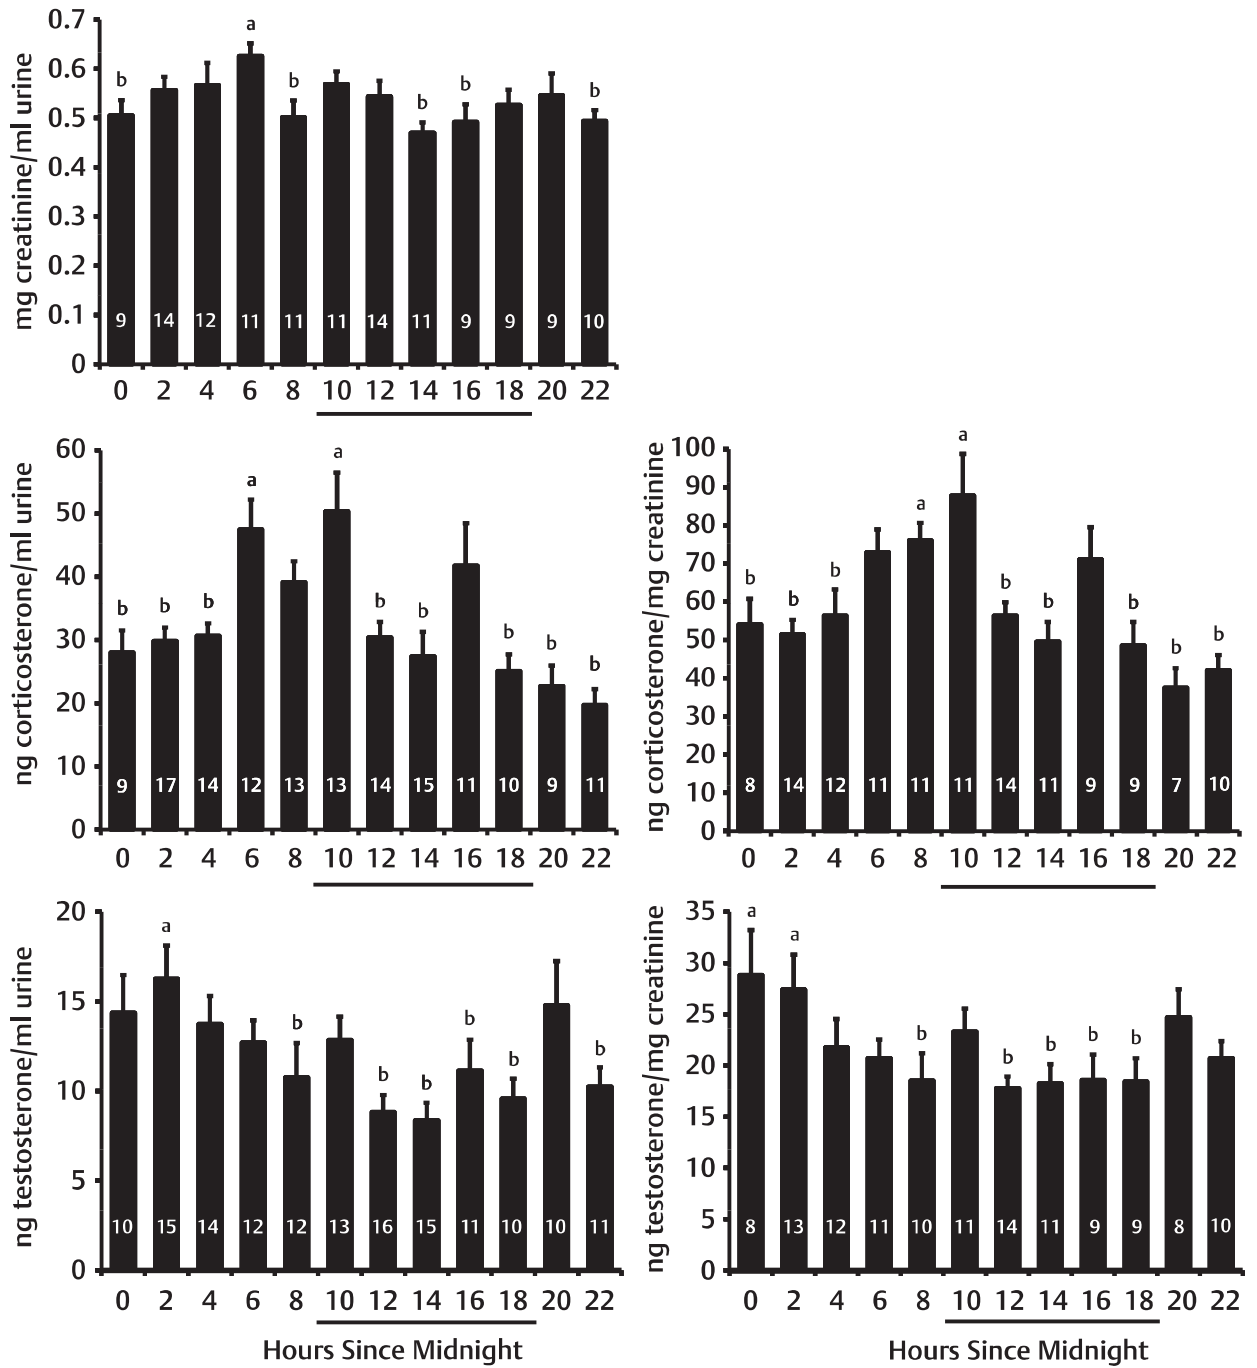 mg creatinine/ml urine
0.7
0.6
0.5
0.4
0.3
0.2
0.1
0
b a b b b b
9 14 12 11 11 11 14 11 9 9 9 10
0 2 4 6 8 10 12 14 16 18 20 22
ng corticosterone/ml urine
60
50
40
30
20
10
0
b b b a a b b b b b
9 17 14 12 13 13 14 15 11 10 9 11
0 2 4 6 8 10 12 14 16 18 20 22
ng corticosterone/mg creatinine
100
90
80
70
60
50
40
30
20
10
0
b b b a a b b b b b
8 14 12 11 11 11 14 11 9 9 7 10
0 2 4 6 8 10 12 14 16 18 20 22
ng testosterone/ml urine
20
15
10
5
0
a b b b b b b
10 15 14 12 12 13 16 15 11 10 10 11
0 2 4 6 8 10 12 14 16 18 20 22
Hours Since Midnight
ng testosterone/mg creatinine
35
30
25
20
15
10
5
0
a a b b b b b
8 13 12 11 10 11 14 11 9 9 8 10
0 2 4 6 8 10 12 14 16 18 20 22
Hours Since Midnight